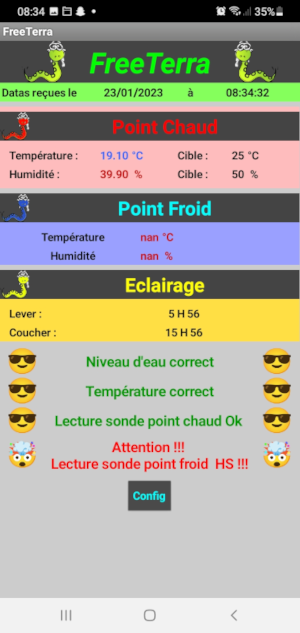 08:34 35%
FreeTerra
FreeTerra
Datas reçues le 23/01/2023 à 08:34:32
Point Chaud
Température : 19.10 °C Cible : 25 °C
Humidité : 39.90 % Cible : 50 %
Point Froid
Température nan °C
Humidité nan %
Eclairage
Lever : 5 H 56
Coucher : 15 H 56
Niveau d'eau correct
Température correct
Lecture sonde point chaud Ok
Attention !!!
Lecture sonde point froid HS !!!
Config